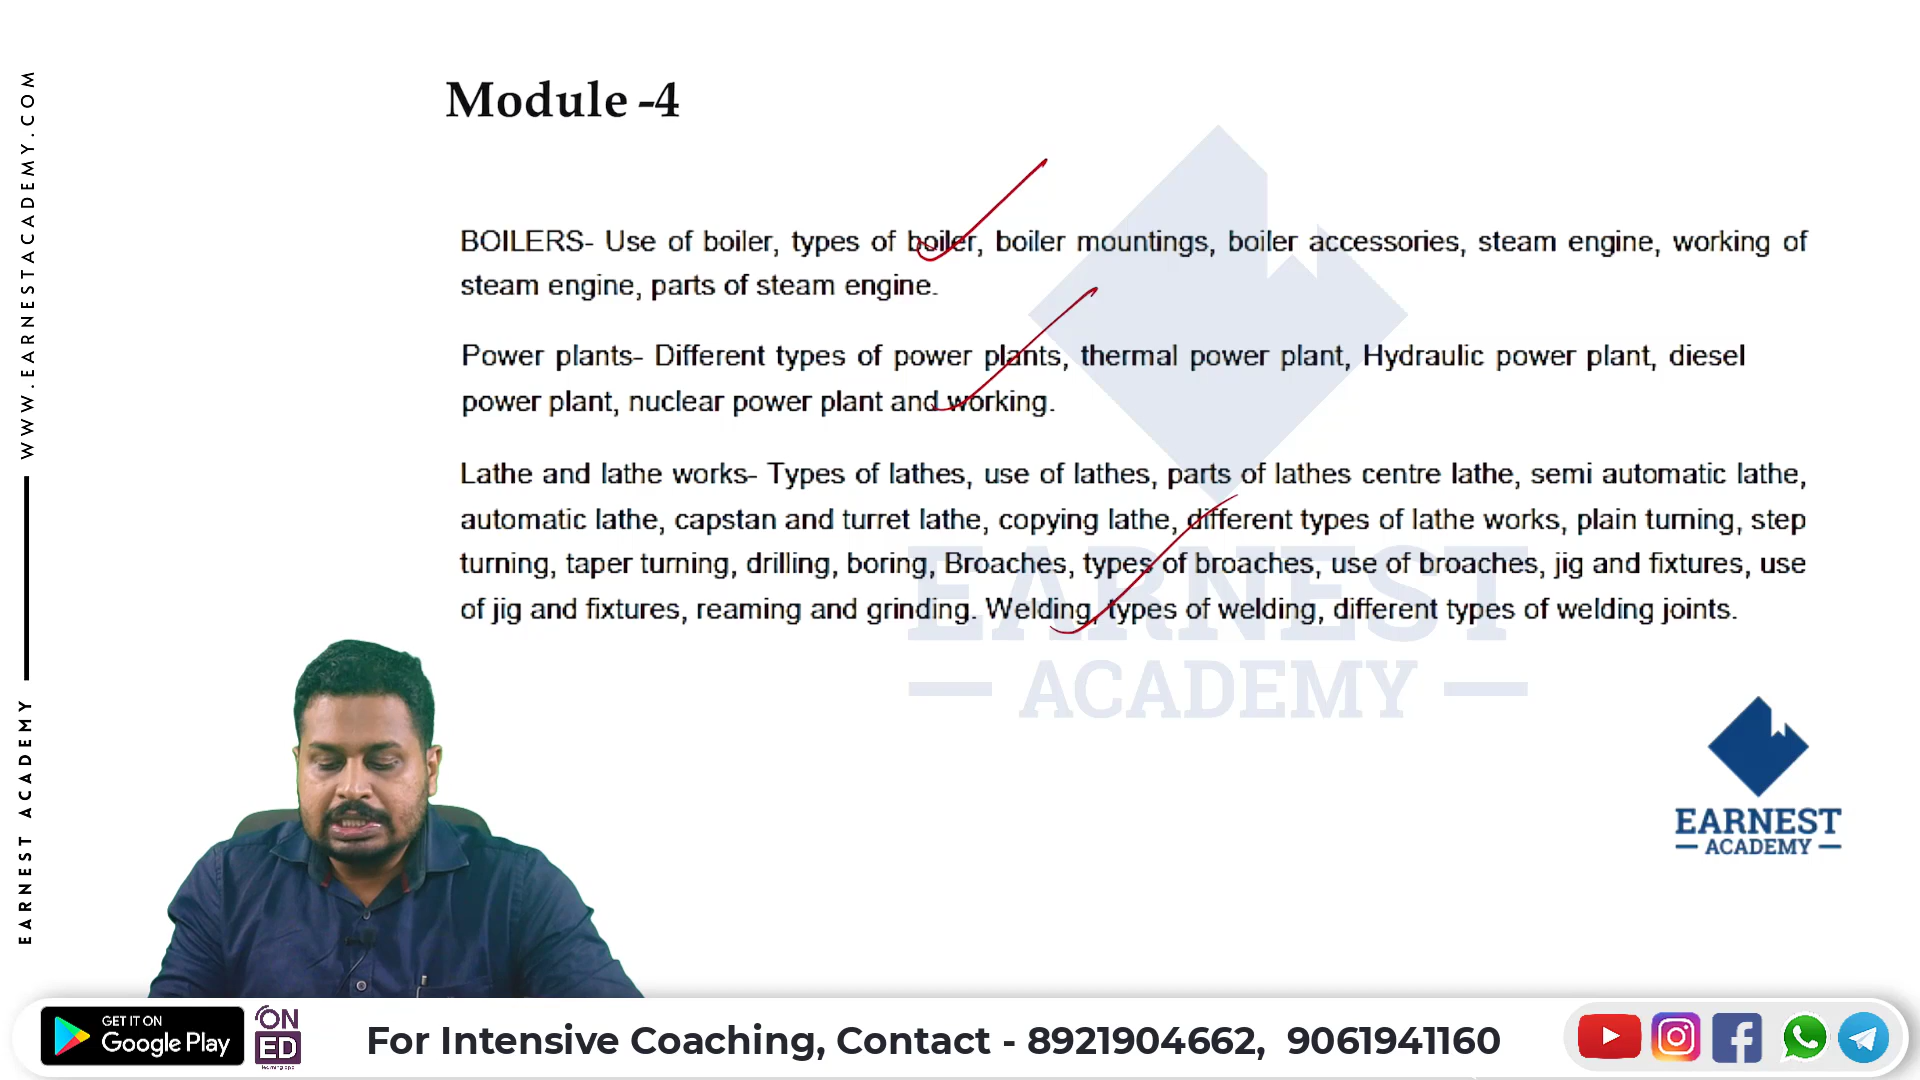 Module -4
BOILERS- Use of boiler, types of boiler, boiler mountings, boiler accessories, steam engine, working of
steam engine, parts of steam engine.
Power plants- Different types of power plants, thermal power plant, Hydraulic power plant, diesel
power plant, nuclear power plant and working.
Lathe and lathe works- Types of lathes, use of lathes, parts of lathes centre lathe, semi automatic lathe,
automatic lathe, capstan and turret lathe, copying lathe, different types of lathe works, plain turning, step
turning, taper turning, drilling, boring, Broaches, types of broaches, use of broaches, jig and fixtures, use
of jig and fixtures, reaming and grinding. Welding, types of welding, different types of welding joints.
EARNEST
ACADEMY
EARNEST
ACADEMY
EARNEST ACADEMY
WWW.EARNESTACADEMY.COM
GET IT ON
Google Play
ON
ED
learning app
For Intensive Coaching, Contact - 8921904662, 9061941160